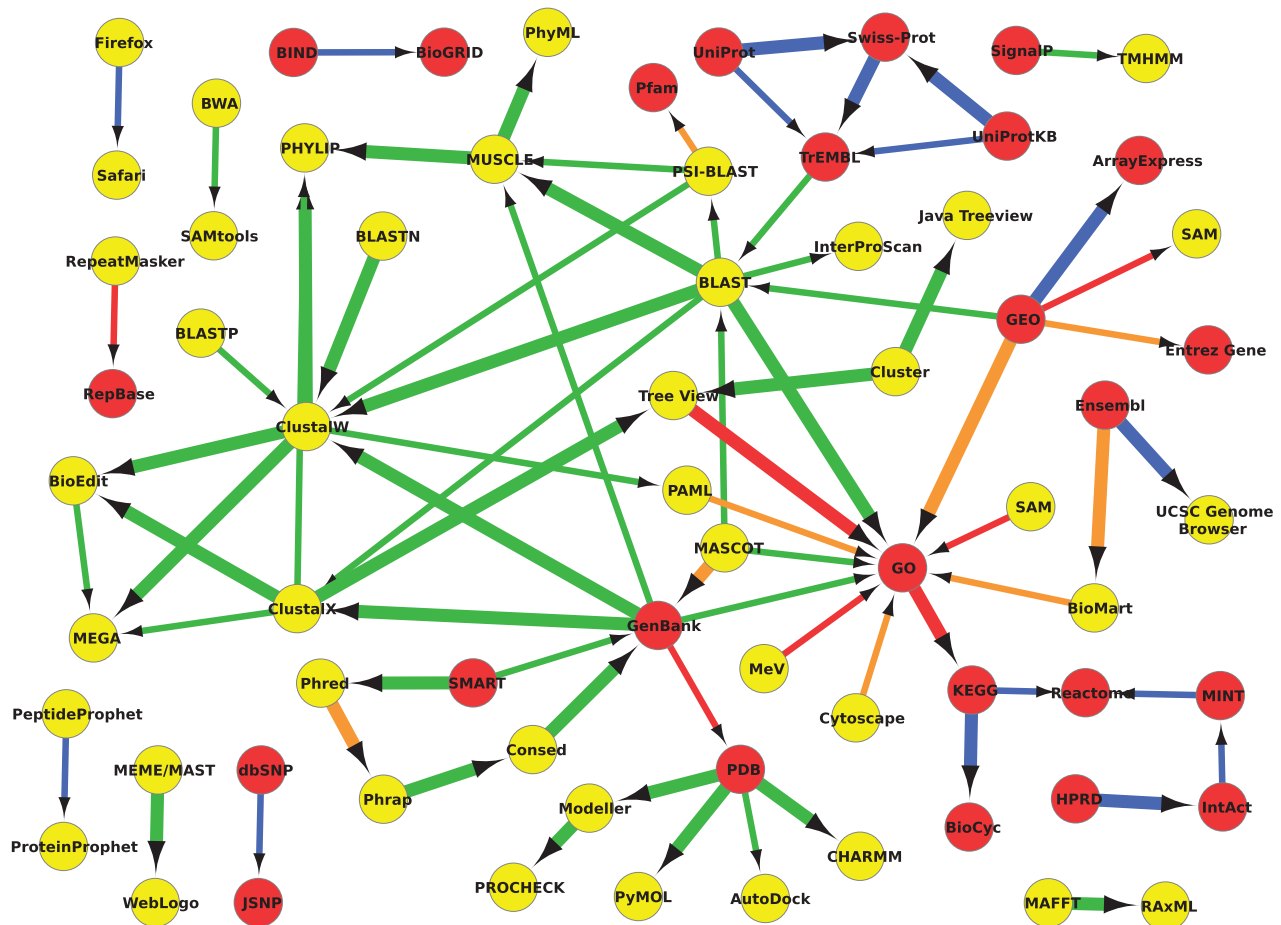 PhyML
Firefox
BIND
BioGRID
UniProt
Swiss-Prot
SignalP
TMHMM
Pfam
BWA
PHYLIP
MUSCLE
PSI-BLAST
TrEMBL
UniProtKB
ArrayExpress
Safari
SAMtools
BLASTN
Java Treeview
InterProScan
SAM
RepeatMasker
BLAST
GEO
BLASTP
Entrez Gene
RepBase
Tree View
Cluster
Ensembl
ClustalW
BioEdit
PAML
SAM
UCSC Genome
Browser
MASCOT
GO
ClustalX
BioMart
MEGA
GenBank
MeV
Phred
SMART
KEGG
Reactome
MINT
PeptideProphet
Cytoscape
Consed
MEME/MAST
dbSNP
PDB
Phrap
Modeller
HPRD
IntAct
BioCyc
ProteinProphet
CHARMM
PROCHECK
PyMOL
AutoDock
WebLogo
JSNP
MAFFT
RAxML